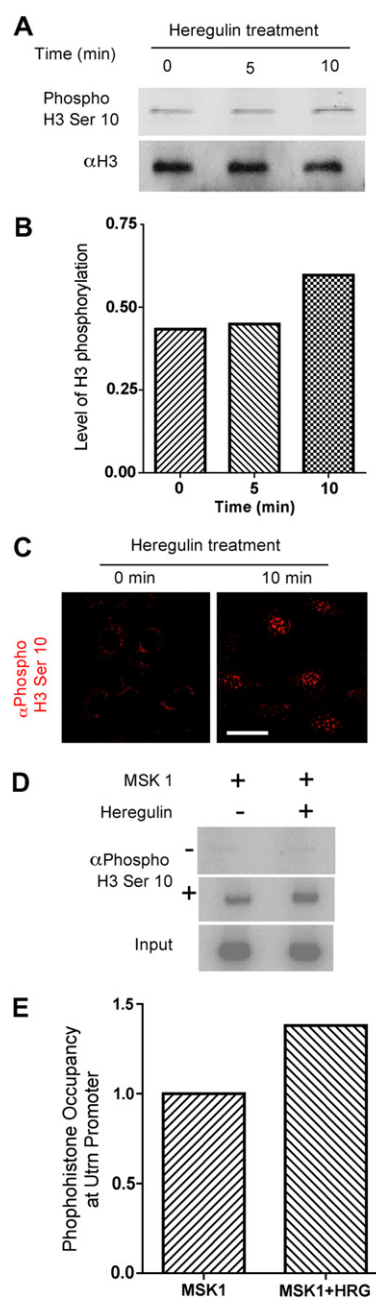 A
Heregulin treatment
Time (min)
0 5 10
Phospho
H3 Ser 10
αH3
B
Level of H3 phosphorylation
0.75
0.50
0.25
0.00
0 5 10
Time (min)
C
Heregulin treatment
0 min 10 min
αPhospho
H3 Ser 10
D
MSK 1 + +
Heregulin - +
αPhospho
H3 Ser 10
-
+
Input
E
Phophohistone Occupancy
at Utrn Promoter
1.5
1.0
0.5
0.0
MSK1 MSK1+HRG